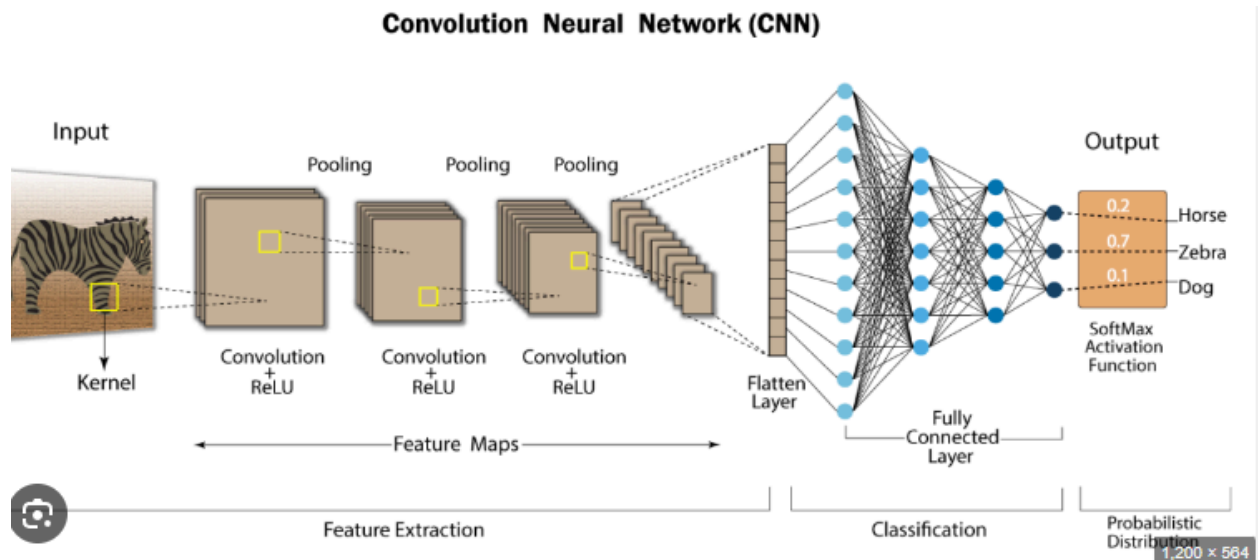 Convolution Neural Network (CNN)
Input
Pooling
Pooling
Pooling
Output
0.2
Horse
0.7
Zebra
0.1
Dog
Kernel
Convolution
+
ReLU
Convolution
+
ReLU
Convolution
+
ReLU
Flatten
Layer
SoftMax
Activation
Function
Feature Maps
Fully
Connected
Layer
Feature Extraction
Classification
Probabilistic
Distribution
1,200 × 564